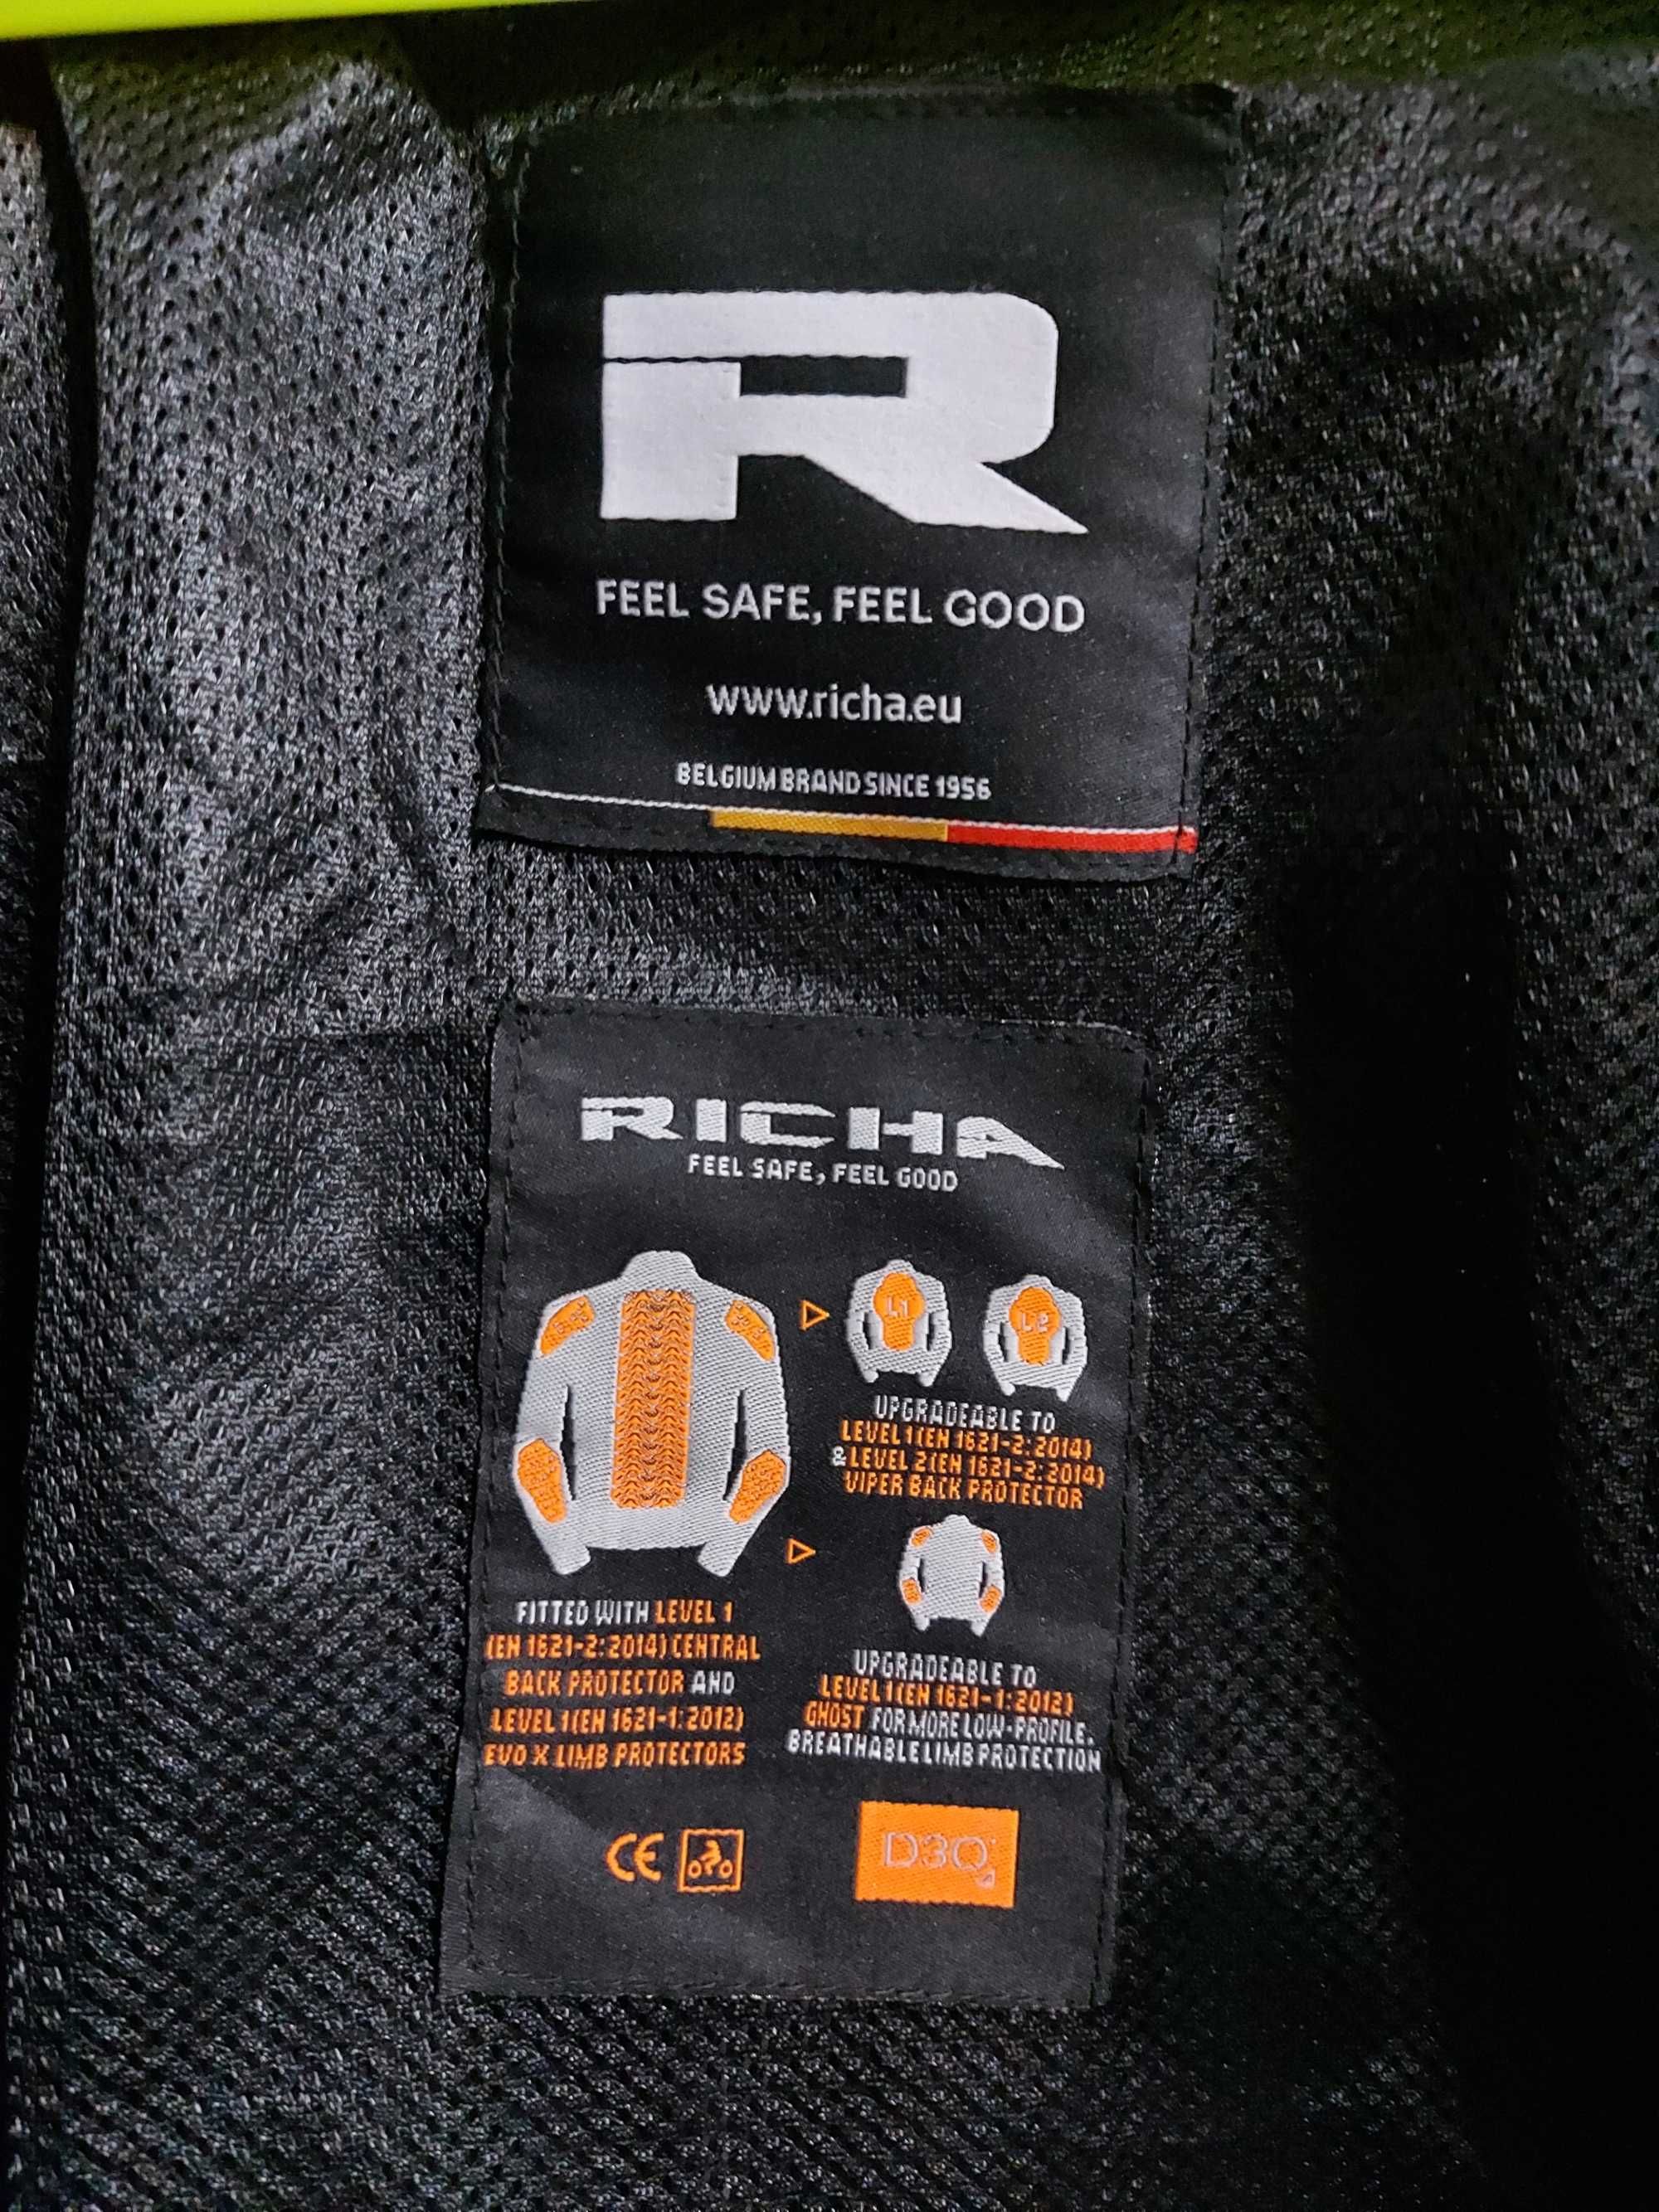 R
FEEL SAFE, FEEL GOOD
www.richa.eu
BELGIUM BRAND SINCE 1956
RICHA
FEEL SAFE, FEEL GOOD
L1
L2
UPGRADEABLE TO
LEVEL 1 (EN 1621-2:2014)
& LEVEL 2 (EN 1621-2:2014)
VIPER BACK PROTECTOR
FITTED WITH LEVEL 1
(EN 1621-2:2014) CENTRAL
BACK PROTECTOR AND
LEVEL 1 (EN 1621-1:2012)
EVO X LIMB PROTECTORS
UPGRADEABLE TO
LEVEL 1 (EN 1621-1:2012)
GHOST FOR MORE LOW-PROFILE,
BREATHABLE LIMB PROTECTION
CE
D3O